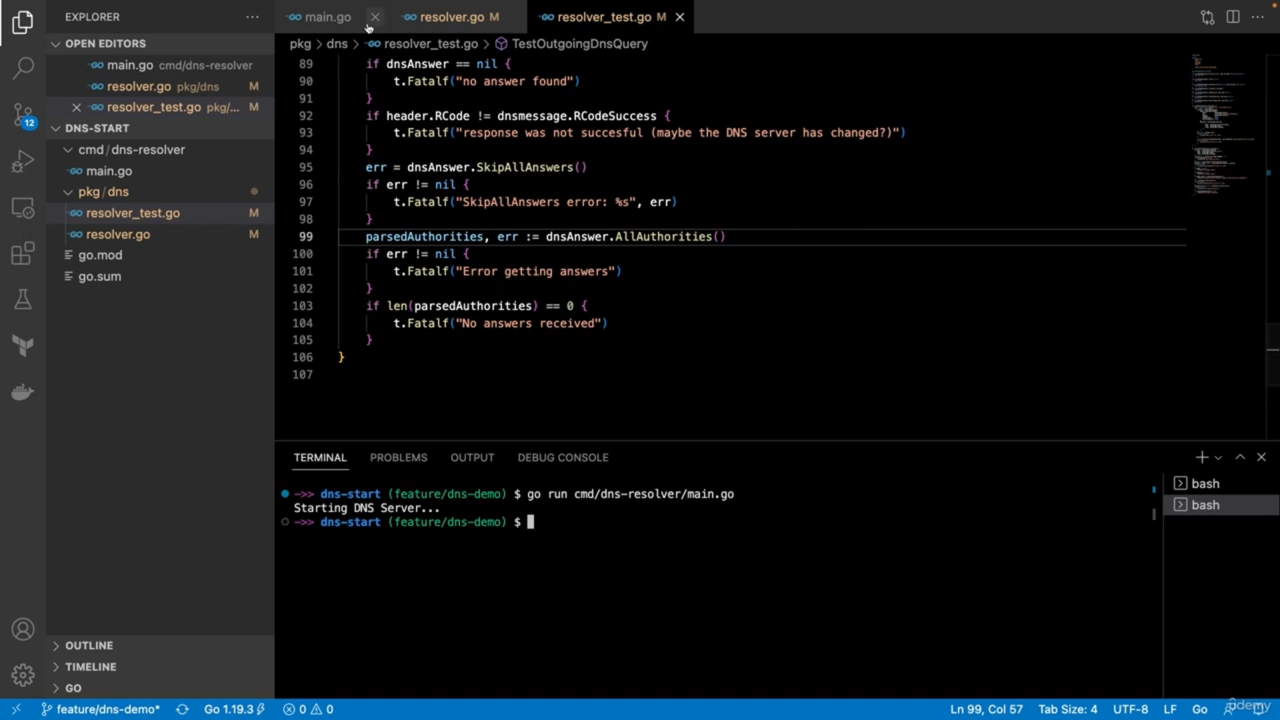 EXPLORER
main.go
resolver.go M
resolver_test.go M
OPEN EDITORS
main.go cmd/dns-resolver
resolver.go pkg/dns M
resolver_test.go pkg/... M
DNS-START
cmd/dns-resolver
main.go
pkg/dns
resolver_test.go M
resolver.go M
go.mod
go.sum
12
OUTLINE
TIMELINE
GO
pkg > dns > resolver_test.go > TestOutgoingDnsQuery
89 if dnsAnswer == nil {
90 t.Fatalf("no answer found")
91 }
92 if header.RCode != dnsmessage.RCodeSuccess {
93 t.Fatalf("response was not succesful (maybe the DNS server has changed?)")
94 }
95 err = dnsAnswer.SkipAllAnswers()
96 if err != nil {
97 t.Fatalf("SkipAllAnswers error: %s", err)
98 }
99 parsedAuthorities, err := dnsAnswer.AllAuthorities()
100 if err != nil {
101 t.Fatalf("Error getting answers")
102 }
103 if len(parsedAuthorities) == 0 {
104 t.Fatalf("No answers received")
105 }
106 }
107
TERMINAL PROBLEMS OUTPUT DEBUG CONSOLE
->> dns-start (feature/dns-demo) $ go run cmd/dns-resolver/main.go
Starting DNS Server...
->> dns-start (feature/dns-demo) $
bash
bash
feature/dns-demo* Go 1.19.3 0 0 Ln 99, Col 57 Tab Size: 4 UTF-8 LF Go
udemy